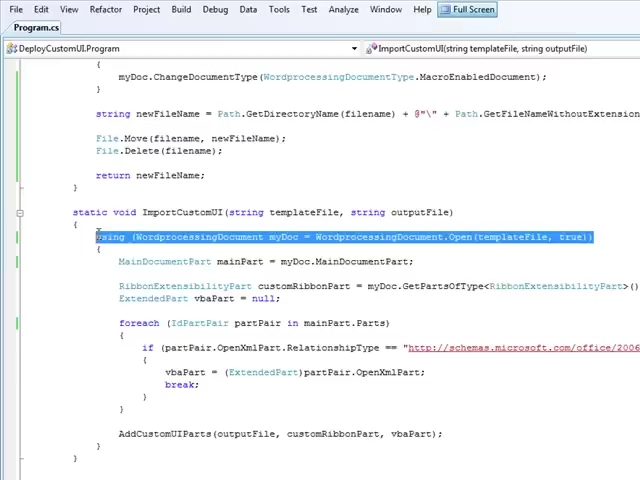 File Edit View Refactor Project Build Debug Data Tools Test Analyze Window Help Full Screen
Program.cs
DeployCustomUI.Program ImportCustomUI(string templateFile, string outputFile)
{
myDoc.ChangeDocumentType(WordprocessingDocumentType.MacroEnabledDocument);
}
string newFileName = Path.GetDirectoryName(filename) + @"\" + Path.GetFileNameWithoutExtension
File.Move(filename, newFileName);
File.Delete(filename);
return newFileName;
}
static void ImportCustomUI(string templateFile, string outputFile)
{
using (WordprocessingDocument myDoc = WordprocessingDocument.Open(templateFile, true))
{
MainDocumentPart mainPart = myDoc.MainDocumentPart;
RibbonExtensibilityPart customRibbonPart = myDoc.GetPartsOfType<RibbonExtensibilityPart>()
ExtendedPart vbaPart = null;
foreach (IdPartPair partPair in mainPart.Parts)
{
if (partPair.OpenXmlPart.RelationshipType == "http://schemas.microsoft.com/office/2006
{
vbaPart = (ExtendedPart)partPair.OpenXmlPart;
break;
}
}
AddCustomUIParts(outputFile, customRibbonPart, vbaPart);
}
}